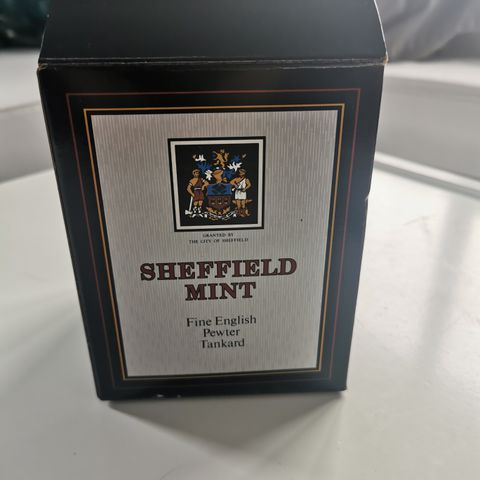 GRANTED BY
THE CITY OF SHEFFIELD
SHEFFIELD
MINT
Fine English
Pewter
Tankard